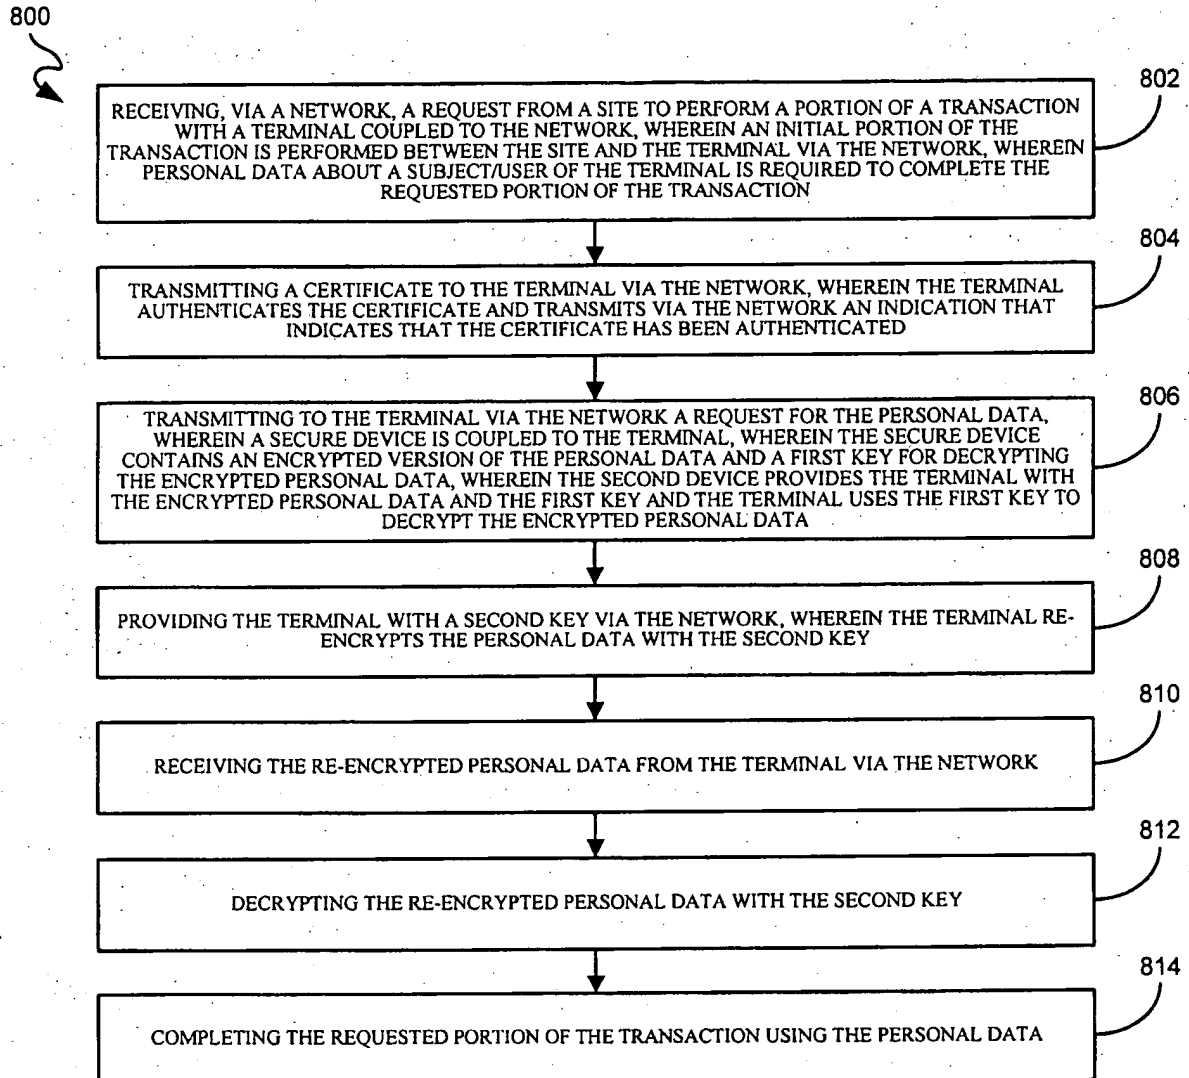 800
802
RECEIVING, VIA A NETWORK, A REQUEST FROM A SITE TO PERFORM A PORTION OF A TRANSACTION
WITH A TERMINAL COUPLED TO THE NETWORK, WHEREIN AN INITIAL PORTION OF THE
TRANSACTION IS PERFORMED BETWEEN THE SITE AND THE TERMINAL VIA THE NETWORK, WHEREIN
PERSONAL DATA ABOUT A SUBJECT/USER OF THE TERMINAL IS REQUIRED TO COMPLETE THE
REQUESTED PORTION OF THE TRANSACTION
804
TRANSMITTING A CERTIFICATE TO THE TERMINAL VIA THE NETWORK, WHEREIN THE TERMINAL
AUTHENTICATES THE CERTIFICATE AND TRANSMITS VIA THE NETWORK AN INDICATION THAT
INDICATES THAT THE CERTIFICATE HAS BEEN AUTHENTICATED
806
TRANSMITTING TO THE TERMINAL VIA THE NETWORK A REQUEST FOR THE PERSONAL DATA,
WHEREIN A SECURE DEVICE IS COUPLED TO THE TERMINAL, WHEREIN THE SECURE DEVICE
CONTAINS AN ENCRYPTED VERSION OF THE PERSONAL DATA AND A FIRST KEY FOR DECRYPTING
THE ENCRYPTED PERSONAL DATA, WHEREIN THE SECOND DEVICE PROVIDES THE TERMINAL WITH
THE ENCRYPTED PERSONAL DATA AND THE FIRST KEY AND THE TERMINAL USES THE FIRST KEY TO
DECRYPT THE ENCRYPTED PERSONAL DATA
808
PROVIDING THE TERMINAL WITH A SECOND KEY VIA THE NETWORK, WHEREIN THE TERMINAL RE-
ENCRYPTS THE PERSONAL DATA WITH THE SECOND KEY
810
RECEIVING THE RE-ENCRYPTED PERSONAL DATA FROM THE TERMINAL VIA THE NETWORK
812
DECRYPTING THE RE-ENCRYPTED PERSONAL DATA WITH THE SECOND KEY
814
COMPLETING THE REQUESTED PORTION OF THE TRANSACTION USING THE PERSONAL DATA